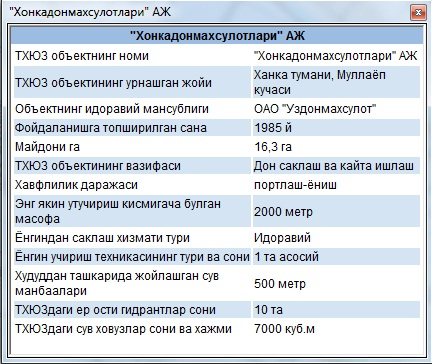 "Хонкадонмахсулотлари" АЖ
"Хонкадонмахсулотлари" АЖ
ТХЮЗ объектнинг номи "Хонкадонмахсулотлари" АЖ
ТХЮЗ объектининг урнашган жойи Ханка тумани, Муллаёп кучаси
Объектнинг идоравий мансублиги ОАО "Уздонмахсулот"
Фойдаланишга топширилган сана 1985 й
Майдони га 16,3 га
ТХЮЗ объектининг вазифаси Дон саклаш ва кайта ишлаш
Хавфлилик даражаси портлаш-ёниш
Энг якин утучириш кисмигача булган масофа 2000 метр
Ёнгиндан саклаш хизмати тури Идоравий
Ёнгин учириш техникасининг тури ва сони 1 та асосий
Худуддан ташкарида жойлашган сув манбаалари 500 метр
ТХЮЗдаги ер ости гидрантлар сони 10 та
ТХЮЗдаги сув ховузлар сони ва хажми 7000 куб.м